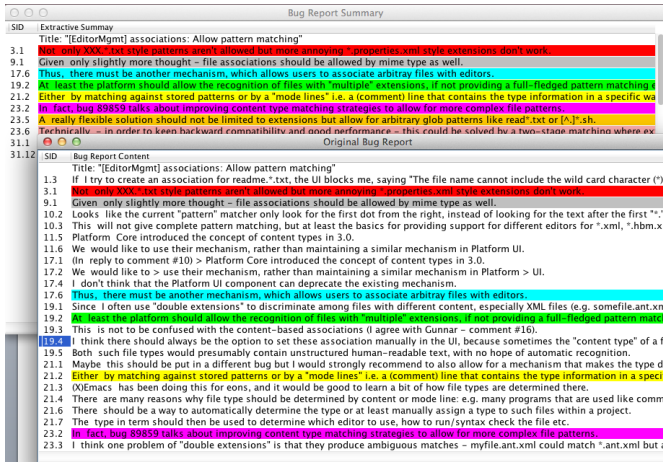 Bug Report Summary
SID Extractive Summay
Title: "[EditorMgmt] associations: Allow pattern matching"
3.1 Not only XXX.*.txt style patterns aren't allowed but more annoying *.properties.xml style extensions don't work.
9.1 Given only slightly more thought - file associations should be allowed by mime type as well.
17.6 Thus, there must be another mechanism, which allows users to associate arbitray files with editors.
19.2 At least the platform should allow the recognition of files with "multiple" extensions, if not providing a full-fledged pattern matching e
21.2 Either by matching against stored patterns or by a "mode lines" i.e. a (comment) line that contains the type information in a specific wa
23.2 In fact, bug 89859 talks about improving content type matching strategies to allow for more complex file patterns.
23.5 A really flexible solution should not be limited to extensions but allow for arbitrary glob patterns like read*.txt or [^.]*.sh.
23.6 Technically - in order to keep backward compatibility and good performance - this could be solved by a two-stage matching where ex
31.1
31.12
Original Bug Report
SID Bug Report Content
Title: "[EditorMgmt] associations: Allow pattern matching"
1.3 If I try to create an association for readme.*.txt, the UI blocks me, saying "The file name cannot include the wild card character (*)
3.1 Not only XXX.*.txt style patterns aren't allowed but more annoying *.properties.xml style extensions don't work.
9.1 Given only slightly more thought - file associations should be allowed by mime type as well.
10.2 Looks like the current "pattern" matcher only look for the first dot from the right, instead of looking for the text after the first "*."
10.3 This will not give complete pattern matching, but at least the basics for providing support for different editors for *.xml, *.hbm.x
11.5 Platform Core introduced the concept of content types in 3.0.
11.6 We would like to use their mechanism, rather than maintaining a similar mechanism in Platform UI.
17.1 (In reply to comment #10) > Platform Core introduced the concept of content types in 3.0.
17.2 We would like to > use their mechanism, rather than maintaining a similar mechanism in Platform > UI.
17.4 I don't think that the Platform UI component can deprecate the existing mechanism.
17.6 Thus, there must be another mechanism, which allows users to associate arbitray files with editors.
19.1 Since I often use "double extensions" to discriminate among files with different content, especially XML files (e.g. somefile.ant.xm
19.2 At least the platform should allow the recognition of files with "multiple" extensions, if not providing a full-fledged pattern match
19.3 This is not to be confused with the content-based associations (I agree with Gunnar - comment #16).
19.4 I think there should always be the option to set these association manually in the UI, because sometimes the "content type" of a f
19.5 Both such file types would presumably contain unstructured human-readable text, with no hope of automatic recognition.
21.1 Maybe this should be put in a different bug but I would strongly recommend to also allow for a mechanism that makes the type d
21.2 Either by matching against stored patterns or by a "mode lines" i.e. a (comment) line that contains the type information in a speci
21.3 (X)Emacs has been doing this for eons, and it would be good to learn a bit of how file types are determined there.
21.4 There are many reasons why file type should be determined by content or mode line: e.g. many programs that are used like comm
21.6 There should be a way to automatically determine the type or at least manually assign a type to such files within a project.
21.7 The type in term should then be used to determine which editor to use, how to run/syntax check the file etc.
23.2 In fact, bug 89859 talks about improving content type matching strategies to allow for more complex file patterns.
23.3 I think one problem of "double extensions" is that they produce ambiguous matches - myfile.ant.xml could match *.ant.xml but a